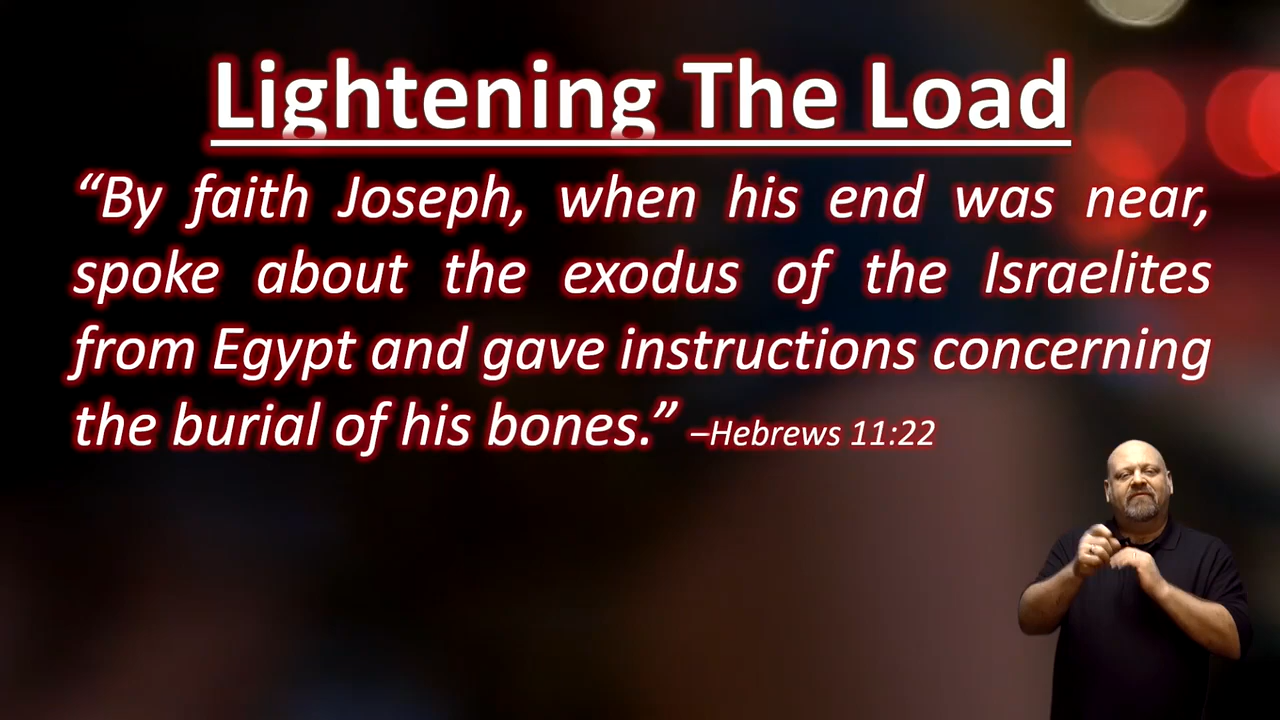 Lightening The Load
“By faith Joseph, when his end was near,
spoke about the exodus of the Israelites
from Egypt and gave instructions concerning
the burial of his bones.” –Hebrews 11:22